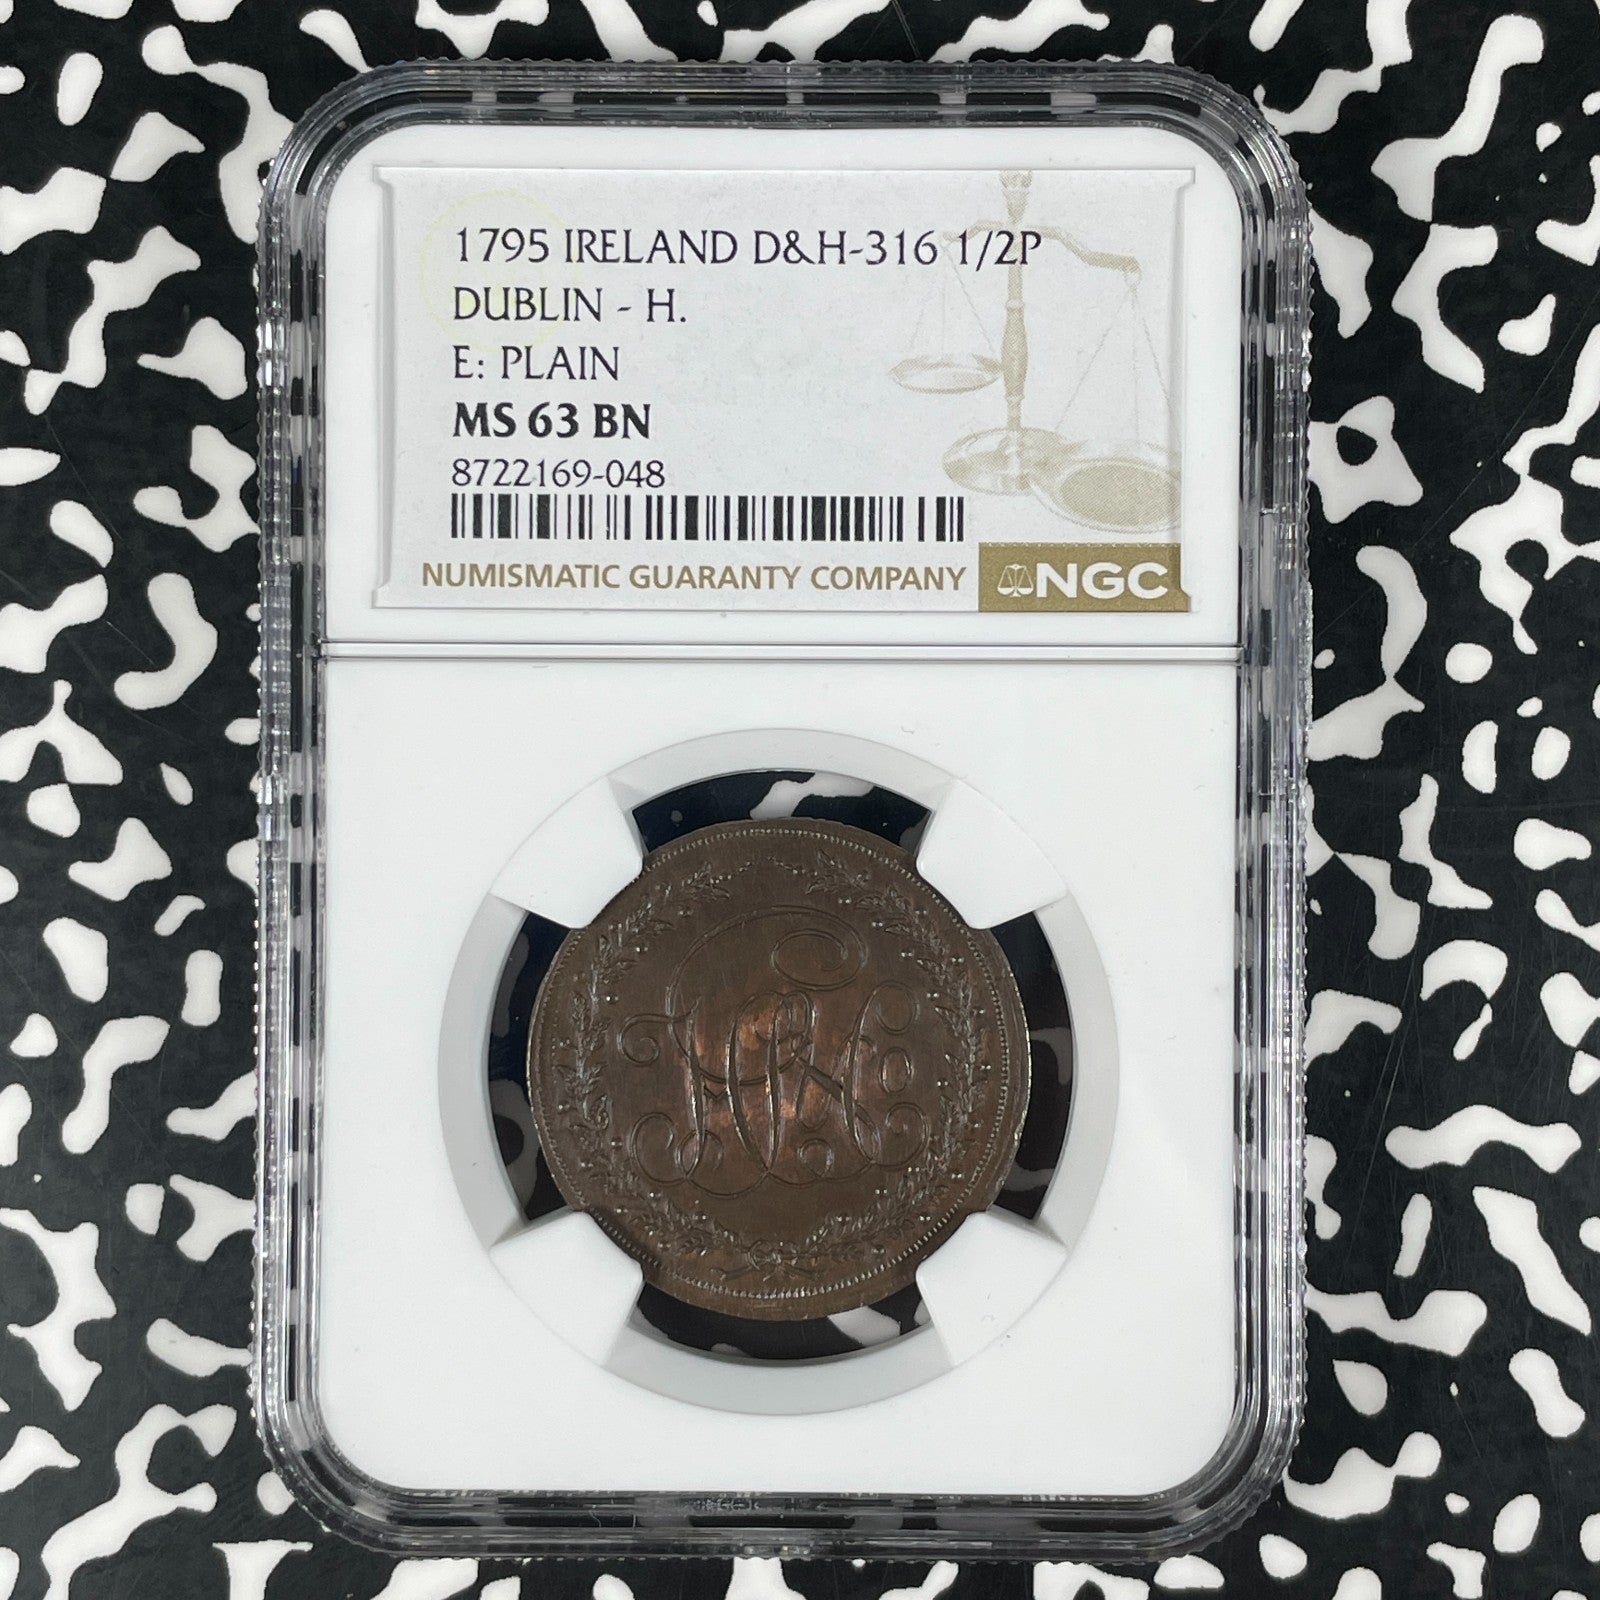 1795 IRELAND D&H-316 1/2P
DUBLIN - H.
E: PLAIN
MS 63 BN
8722169-048
NUMISMATIC GUARANTY COMPANY
NGC